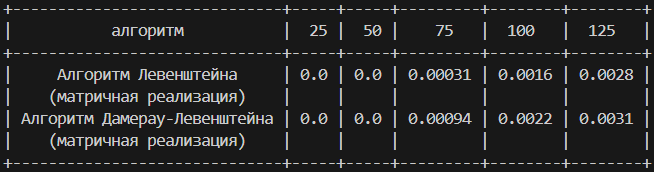 алгоритм | 25 | 50 | 75 | 100 | 125
Алгоритм Левенштейна | 0.0 | 0.0 | 0.00031 | 0.0016 | 0.0028
(матричная реализация)
Алгоритм Дамерау-Левенштейна | 0.0 | 0.0 | 0.00094 | 0.0022 | 0.0031
(матричная реализация)